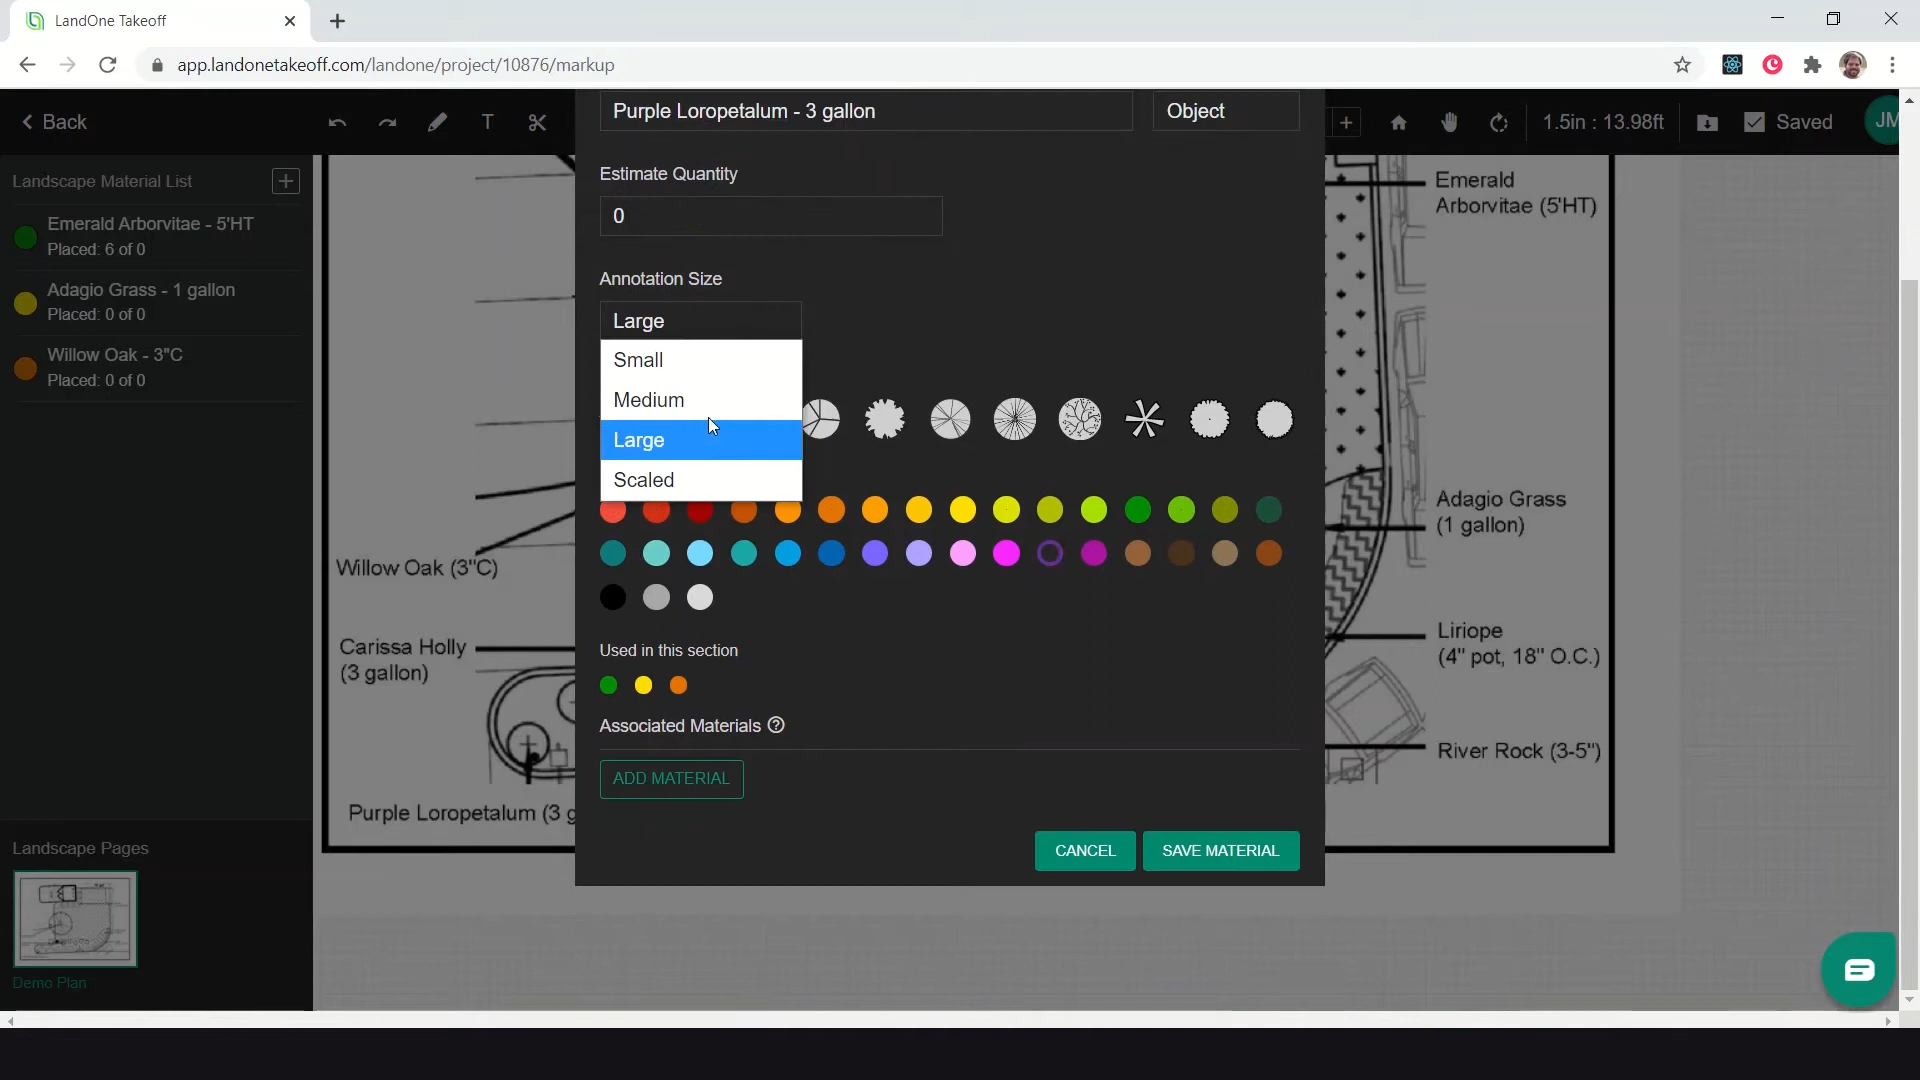 LandOne Takeoff
app.landonetakeoff.com/landone/project/10876/markup
Back
T
1.5in : 13.98ft
Saved
JM
Landscape Material List
Emerald Arborvitae - 5'HT
Placed: 6 of 0
Adagio Grass - 1 gallon
Placed: 0 of 0
Willow Oak - 3"C
Placed: 0 of 0
Landscape Pages
Demo Plan
Willow Oak (3"C)
Carissa Holly
(3 gallon)
Purple Loropetalum (3 g
Purple Loropetalum - 3 gallon
Object
Estimate Quantity
0
Annotation Size
Large
Small
Medium
Large
Scaled
Used in this section
Associated Materials
ADD MATERIAL
CANCEL
SAVE MATERIAL
Emerald
Arborvitae (5'HT)
Adagio Grass
(1 gallon)
Liriope
(4" pot, 18" O.C.)
River Rock (3-5")